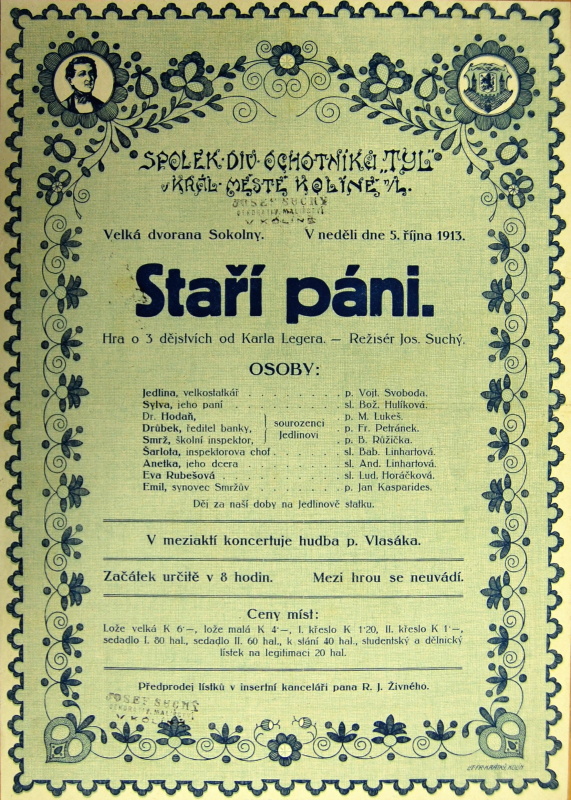 SPOLEK·DIV·OCHOTNÍKŮ „TYL"
V KRÁL·MĚSTĚ KOLÍNĚ N/L.
JOSEF SUCHÝ
V KOLÍNĚ
Velká dvorana Sokolny. V neděli dne 5. října 1913.
Staří páni.
Hra o 3 dějstvích od Karla Legera. — Režisér Jos. Suchý.
OSOBY:
Jedlina, velkostatkář . . . . . . . . . p. Vojt. Svoboda.
Sylva, jeho paní . . . . . . . . . sl. Bož. Hulíková.
Dr. Hodaň, p. M. Lukeš.
Drůbek, ředitel banky, sourozenci Jedlinovi p. Fr. Petránek.
Smrž, školní inspektor, p. B. Růžička.
Šarlota, inspektorova choť . . . . . . . sl. Bab. Linhartová.
Anetka, jeho dcera . . . . . . . . sl. And. Linhartová.
Eva Rubešová . . . . . . . . . sl. Lud. Horáčková.
Emil, synovec Smržův . . . . . . . . p. Jan Kasparides.
Děj za naší doby na Jedlinově statku.
V meziaktí koncertuje hudba p. Vlasáka.
Začátek určitě v 8 hodin. Mezi hrou se neuvádí.
Ceny míst:
Lože velká K 6·—, lože malá K 4·—, I. křeslo K 1·20, II. křeslo K 1·—,
sedadlo I. 80 hal., sedadlo II. 60 hal., k stání 40 hal., studentský a dělnický
lístek na legitimaci 20 hal.
Předprodej lístků v insertní kanceláři pana R. J. Živného.
JOSEF SUCHÝ
V KOLÍNĚ